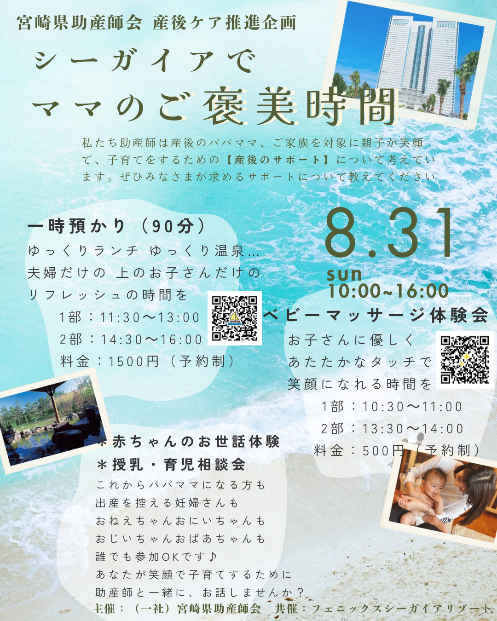 宮崎県助産師会 産後ケア推進企画
シーガイアで
ママのご褒美時間
私たち助産師は産後のパパママ、ご家族を対象に親子が笑顔
で、子育てをするための【産後のサポート】について考えてい
ます。ぜひみなさまが求めるサポートについて教えてください
一時預かり（90分）
ゆっくりランチ ゆっくり温泉…
夫婦だけの 上のお子さんだけの
リフレッシュの時間を
1部：11:30～13:00
2部：14:30～16:00
料金：1500円（予約制）
8.31
sun
10:00~16:00
ベビーマッサージ体験会
お子さんに優しく
あたたかなタッチで
笑顔になれる時間を
1部：10:30～11:00
2部：13:30～14:00
料金：500円（予約制）
＊赤ちゃんのお世話体験
＊授乳・育児相談会
これからパパママになる方も
出産を控える妊婦さんも
おねえちゃんおにいちゃんも
おじいちゃんおばあちゃんも
誰でも参加OKです♪
あなたが笑顔で子育てするために
助産師と一緒に、お話しませんか？
主催：（一社）宮崎県助産師会 共催：フェニックスシーガイアリゾート